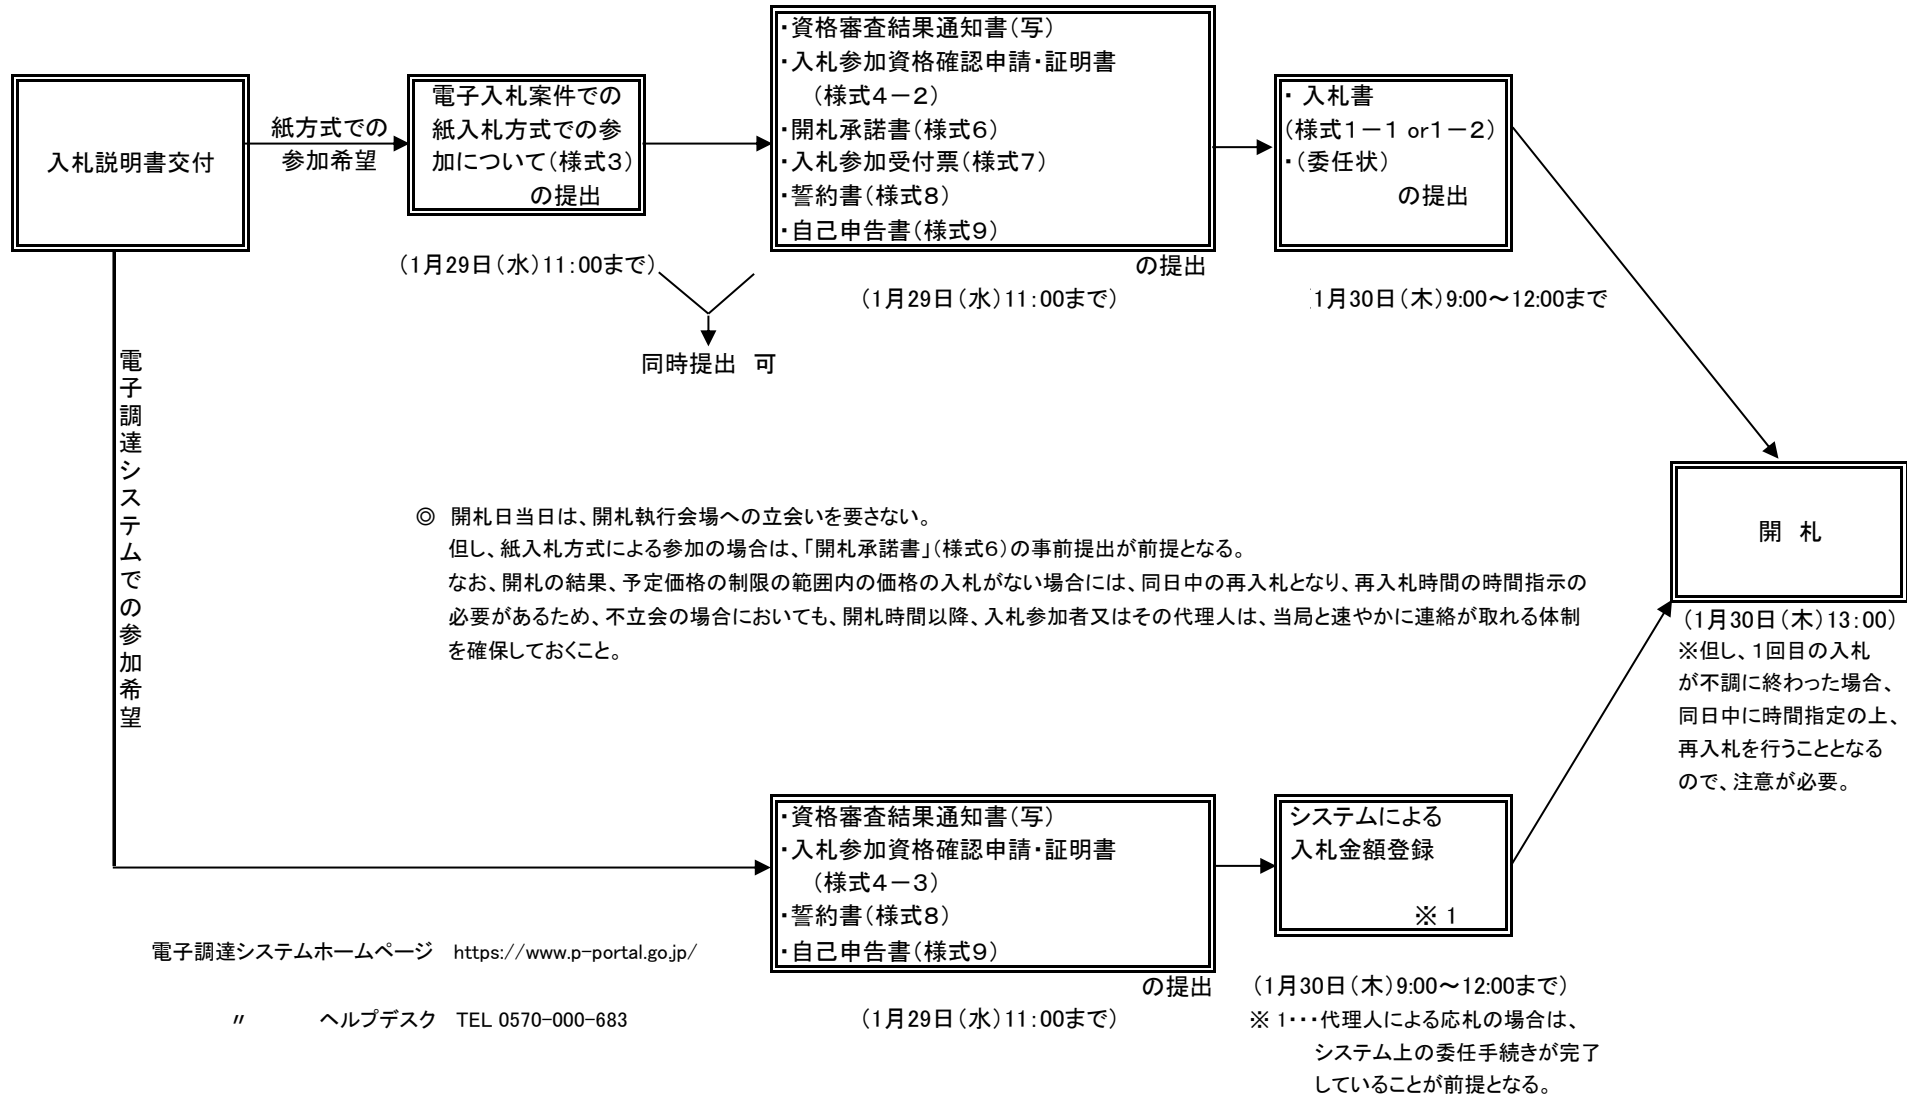 入札説明書交付
紙方式での
参加希望
電子入札案件での
紙入札方式での参
加について(様式3)
の提出
(1月29日(水)11:00まで)
・資格審査結果通知書(写)
・入札参加資格確認申請・証明書
(様式4-2)
・開札承諾書(様式6)
・入札参加受付票(様式7)
・誓約書(様式8)
・自己申告書(様式9)
の提出
(1月29日(水)11:00まで)
同時提出 可
・ 入札書
(様式1-1 or1-2)
・(委任状)
の提出
1月30日(木)9:00~12:00まで
電子調達システムでの参加希望
◎ 開札日当日は、開札執行会場への立会いを要さない。
但し、紙入札方式による参加の場合は、「開札承諾書」(様式6)の事前提出が前提となる。
なお、開札の結果、予定価格の制限の範囲内の価格の入札がない場合には、同日中の再入札となり、再入札時間の時間指示の
必要があるため、不立会の場合においても、開札時間以降、入札参加者又はその代理人は、当局と速やかに連絡が取れる体制
を確保しておくこと。
開 札
(1月30日(木)13:00)
※但し、1回目の入札
が不調に終わった場合、
同日中に時間指定の上、
再入札を行うこととなる
ので、注意が必要。
・資格審査結果通知書(写)
・入札参加資格確認申請・証明書
(様式4-3)
・誓約書(様式8)
・自己申告書(様式9)
の提出
(1月29日(水)11:00まで)
システムによる
入札金額登録
※ 1
(1月30日(木)9:00~12:00まで)
※ 1・・・代理人による応札の場合は、
システム上の委任手続きが完了
していることが前提となる。
電子調達システムホームページ https://www.p-portal.go.jp/
〃 ヘルプデスク TEL 0570-000-683